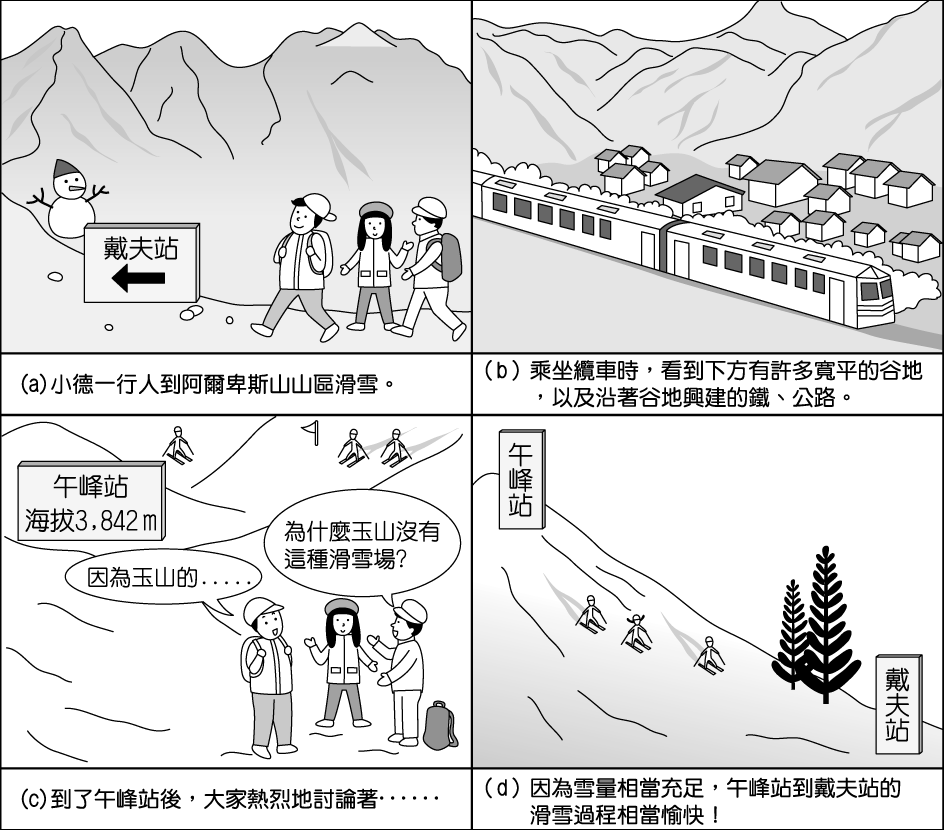 戴夫站
(a)小德一行人到阿爾卑斯山山區滑雪。
(b) 乘坐纜車時，看到下方有許多寬平的谷地
，以及沿著谷地興建的鐵、公路。
午峰站
海拔3,842m
為什麼玉山沒有
這種滑雪場?
因為玉山的.....
(c)到了午峰站後，大家熱烈地討論著……
午峰站
戴夫站
(d) 因為雪量相當充足，午峰站到戴夫站的
滑雪過程相當愉快！